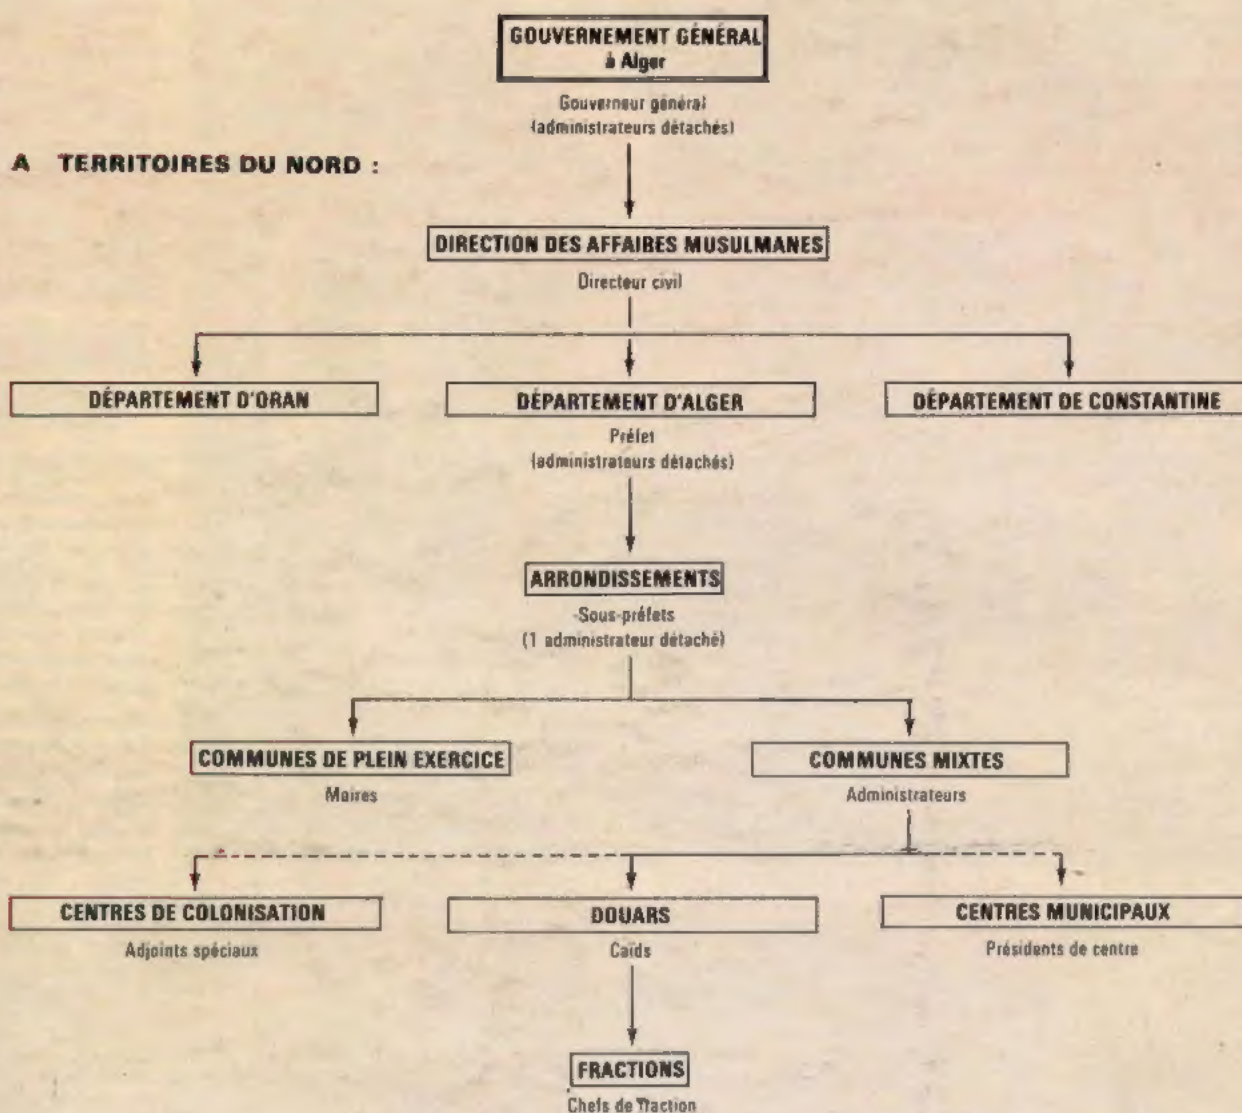 GOUVERNEMENT GÉNÉRAL
à Alger
Gouverneur général
(administrateurs détachés)
A TERRITOIRES DU NORD :
DIRECTION DES AFFAIRES MUSULMANES
Directeur civil
DÉPARTEMENT D'ORAN
DÉPARTEMENT D'ALGER
DÉPARTEMENT DE CONSTANTINE
Préfet
(administrateurs détachés)
ARRONDISSEMENTS
Sous-préfets
(1 administrateur détaché)
COMMUNES DE PLEIN EXERCICE
COMMUNES MIXTES
Maires
Administrateurs
CENTRES DE COLONISATION
DOUARS
CENTRES MUNICIPAUX
Adjoints spéciaux
Caïds
Présidents de centre
FRACTIONS
Chefs de fraction